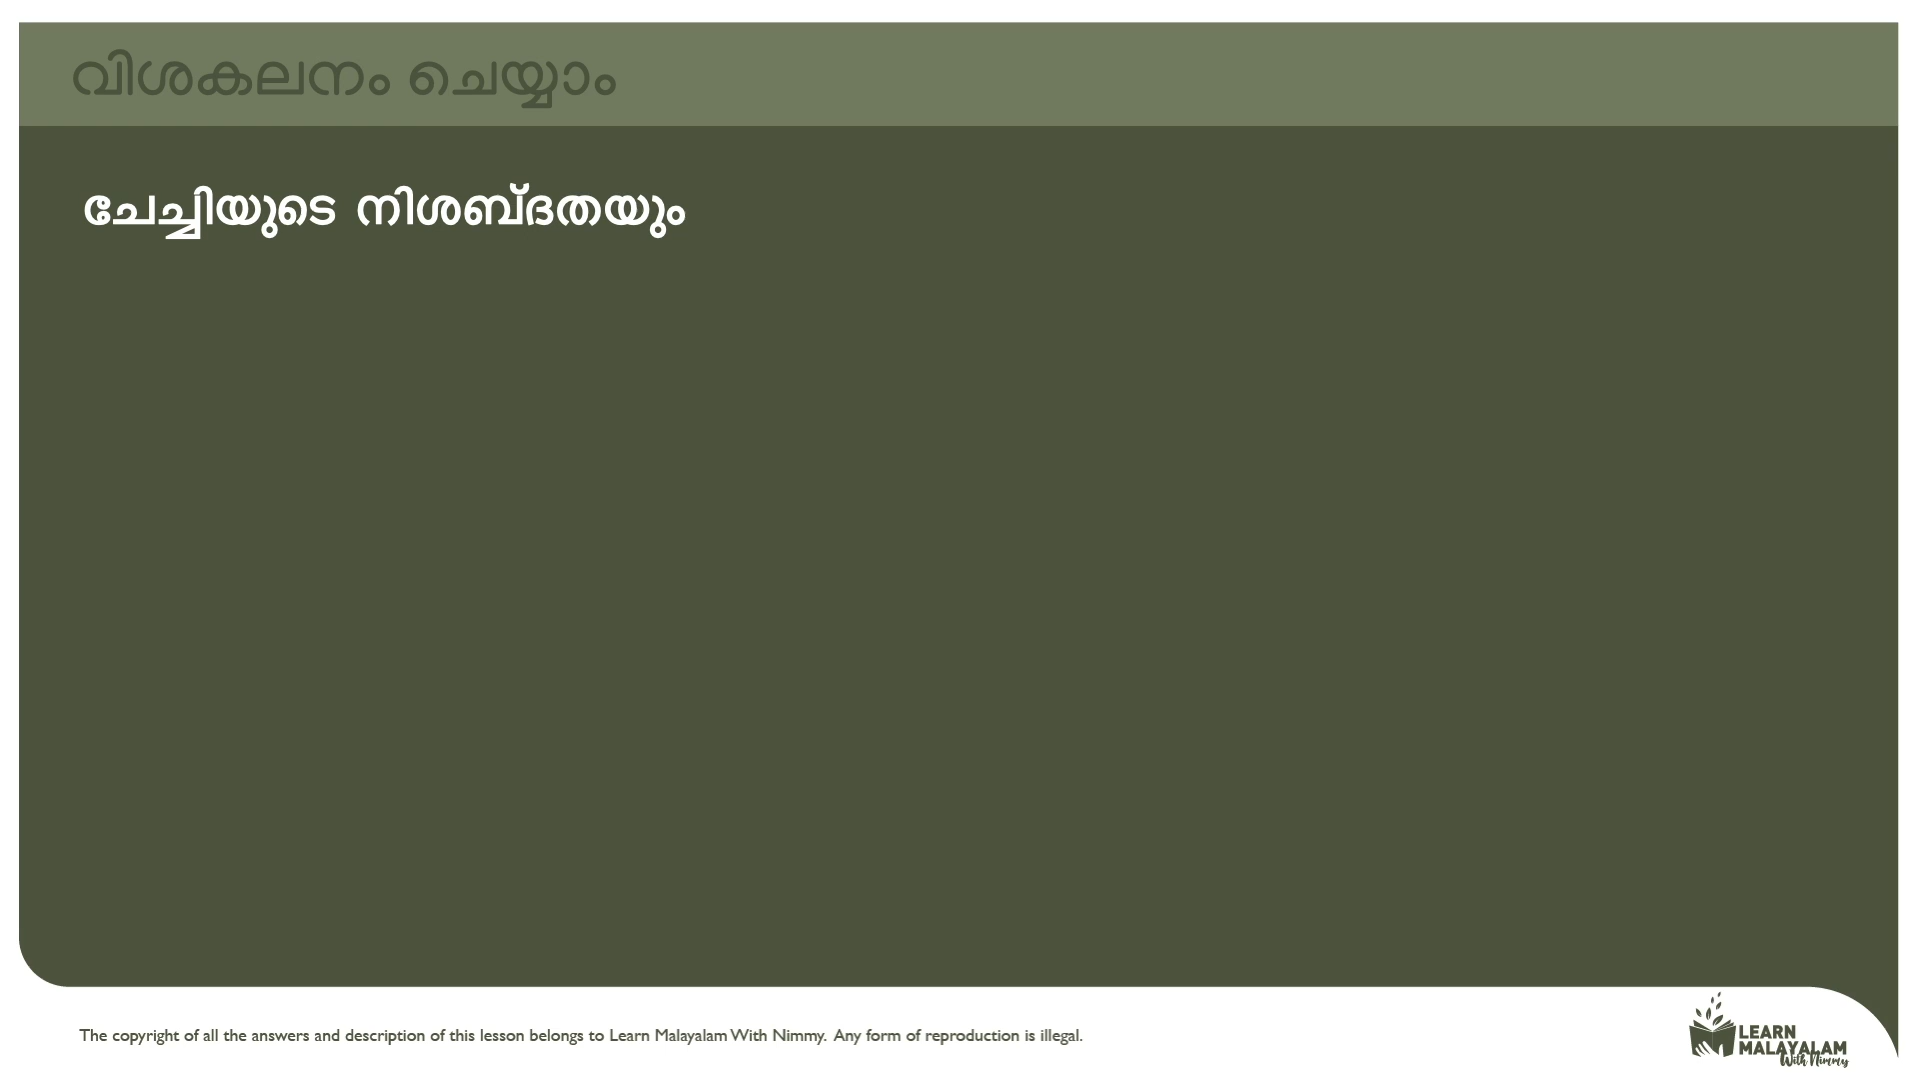 വിശകലനം ചെയ്യാം
ചേച്ചിയുടെ നിശബ്ദതയും
The copyright of all the answers and description of this lesson belongs to Learn Malayalam With Nimmy. Any form of reproduction is illegal.
LEARN
MALAYALAM
With Nimmy